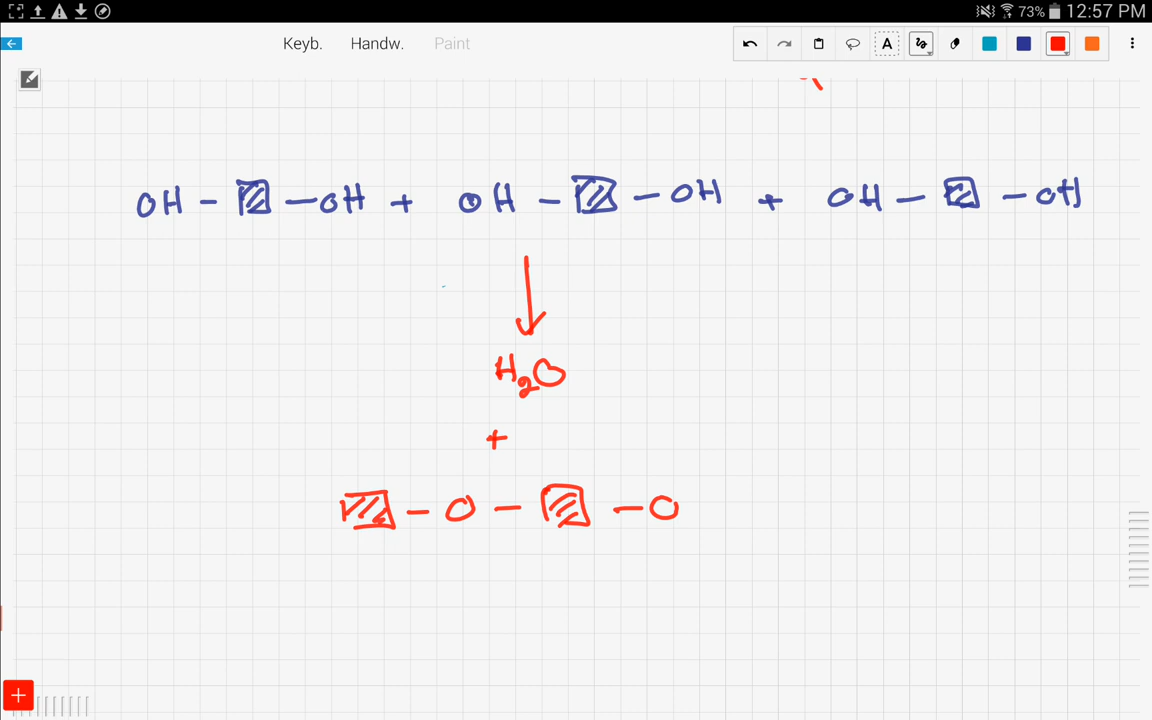 73% 12:57 PM
Keyb. Handw. Paint A
OH - - OH + OH - - OH + OH - - OH
H₂O
+
- O - - O